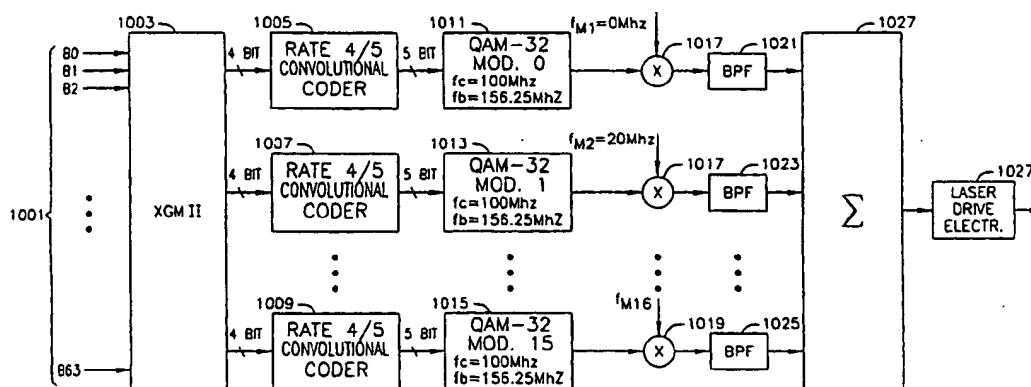 1003
1005
1011
fM1=0Mhz
1027
B0
B1
B2
4 BIT
RATE 4/5
CONVOLUTIONAL
CODER
5 BIT
QAM-32
MOD. 0
fc=100Mhz
fb=156.25MhZ
X
1017
BPF
1021
1007
1013
fM2=20Mhz
4 BIT
RATE 4/5
CONVOLUTIONAL
CODER
5 BIT
QAM-32
MOD. 1
fc=100Mhz
fb=156.25MhZ
X
1017
BPF
1023
1001
XGM II
Σ
1027
LASER
DRIVE
ELECTR.
1009
1015
fM16
4 BIT
RATE 4/5
CONVOLUTIONAL
CODER
5 BIT
QAM-32
MOD. 15
fc=100Mhz
fb=156.25MhZ
X
1019
BPF
1025
B63